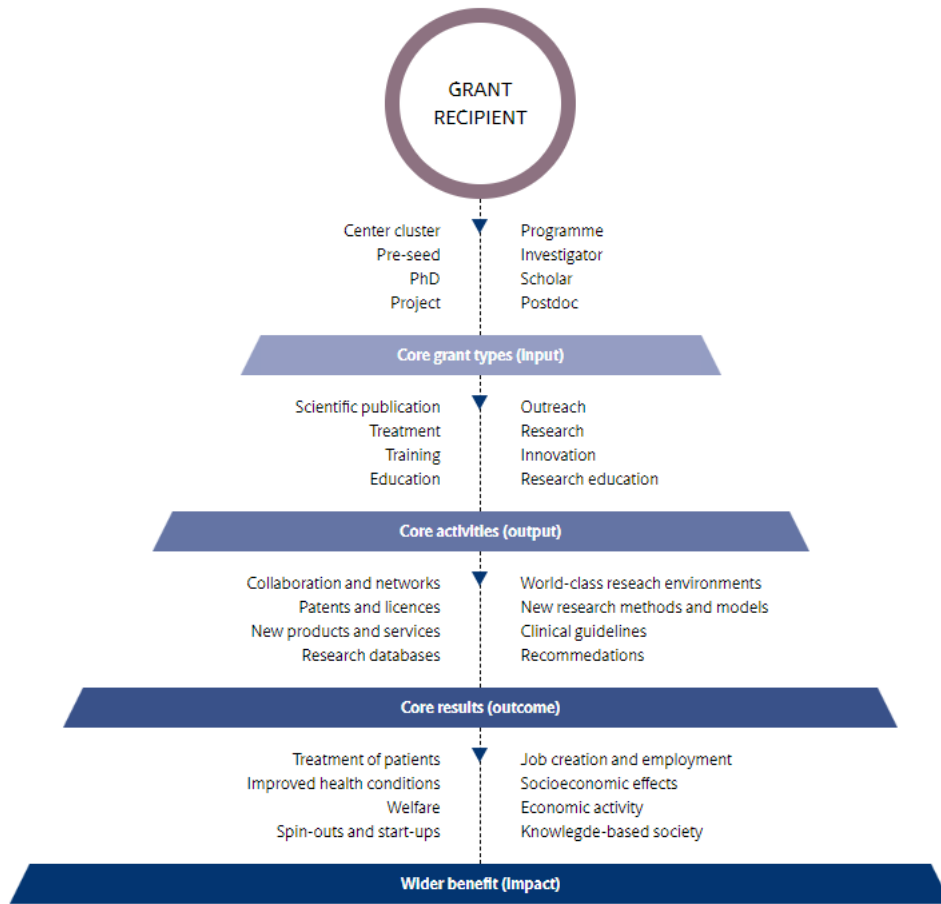 GRANT
RECIPIENT
Center cluster
Programme
Pre-seed
Investigator
PhD
Scholar
Project
Postdoc
Core grant types (Input)
Scientific publication
Outreach
Treatment
Research
Training
Innovation
Education
Research education
Core activities (output)
Collaboration and networks
World-class reseach environments
Patents and licences
New research methods and models
New products and services
Clinical guidelines
Research databases
Recommedations
Core results (outcome)
Treatment of patients
Job creation and employment
Improved health conditions
Socioeconomic effects
Welfare
Economic activity
Spin-outs and start-ups
Knowlegde-based society
Wider benefit (Impact)